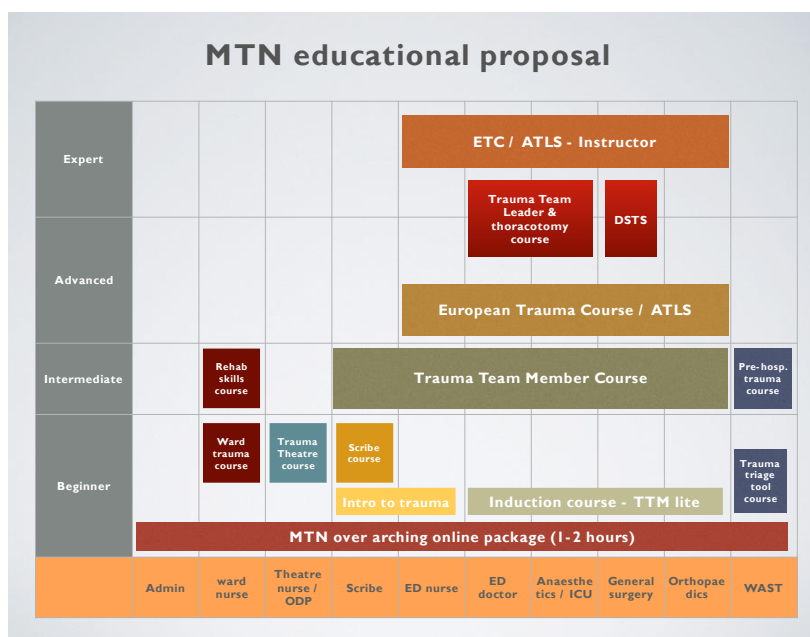 MTN educational proposal
Expert
ETC / ATLS - Instructor
Trauma Team
Leader &
thoracotomy
course
DSTS
Advanced
European Trauma Course / ATLS
Intermediate
Rehab
skills
course
Trauma Team Member Course
Pre-hosp.
trauma
course
Beginner
Ward
trauma
course
Trauma
Theatre
course
Scribe
course
Trauma
triage
tool
course
Intro to trauma
Induction course - TTM lite
MTN over arching online package (1-2 hours)
Admin
ward
nurse
Theatre
nurse /
ODP
Scribe
ED nurse
ED
doctor
Anaesthe
tics / ICU
General
surgery
Orthopae
dics
WAST